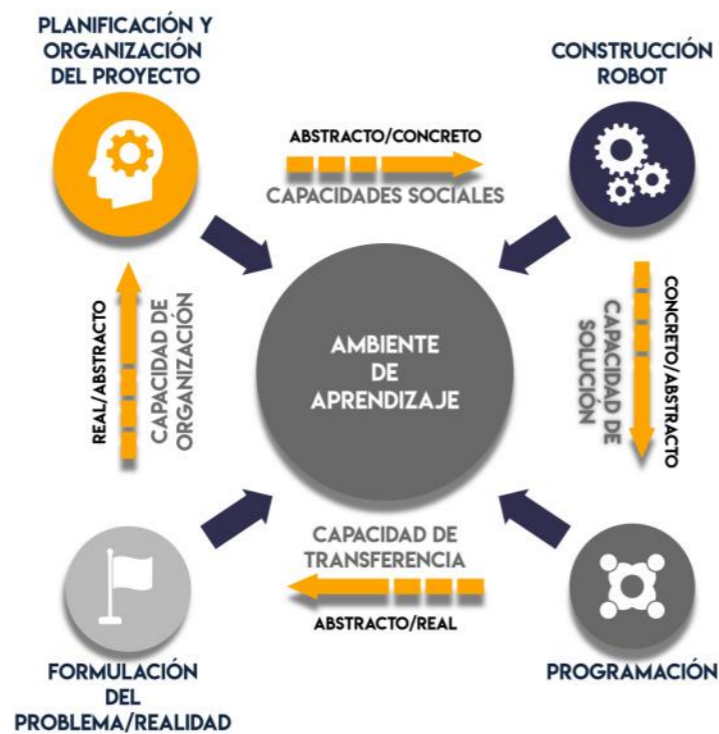 PLANIFICACIÓN Y
ORGANIZACIÓN
DEL PROYECTO
CONSTRUCCIÓN
ROBOT
ABSTRACTO/CONCRETO
CAPACIDADES SOCIALES
REAL/ABSTRACTO
CAPACIDAD DE
ORGANIZACIÓN
AMBIENTE
DE
APRENDIZAJE
CONCRETO/ABSTRACTO
CAPACIDAD DE
SOLUCIÓN
CAPACIDAD DE
TRANSFERENCIA
ABSTRACTO/REAL
FORMULACIÓN
DEL
PROBLEMA/REALIDAD
PROGRAMACIÓN